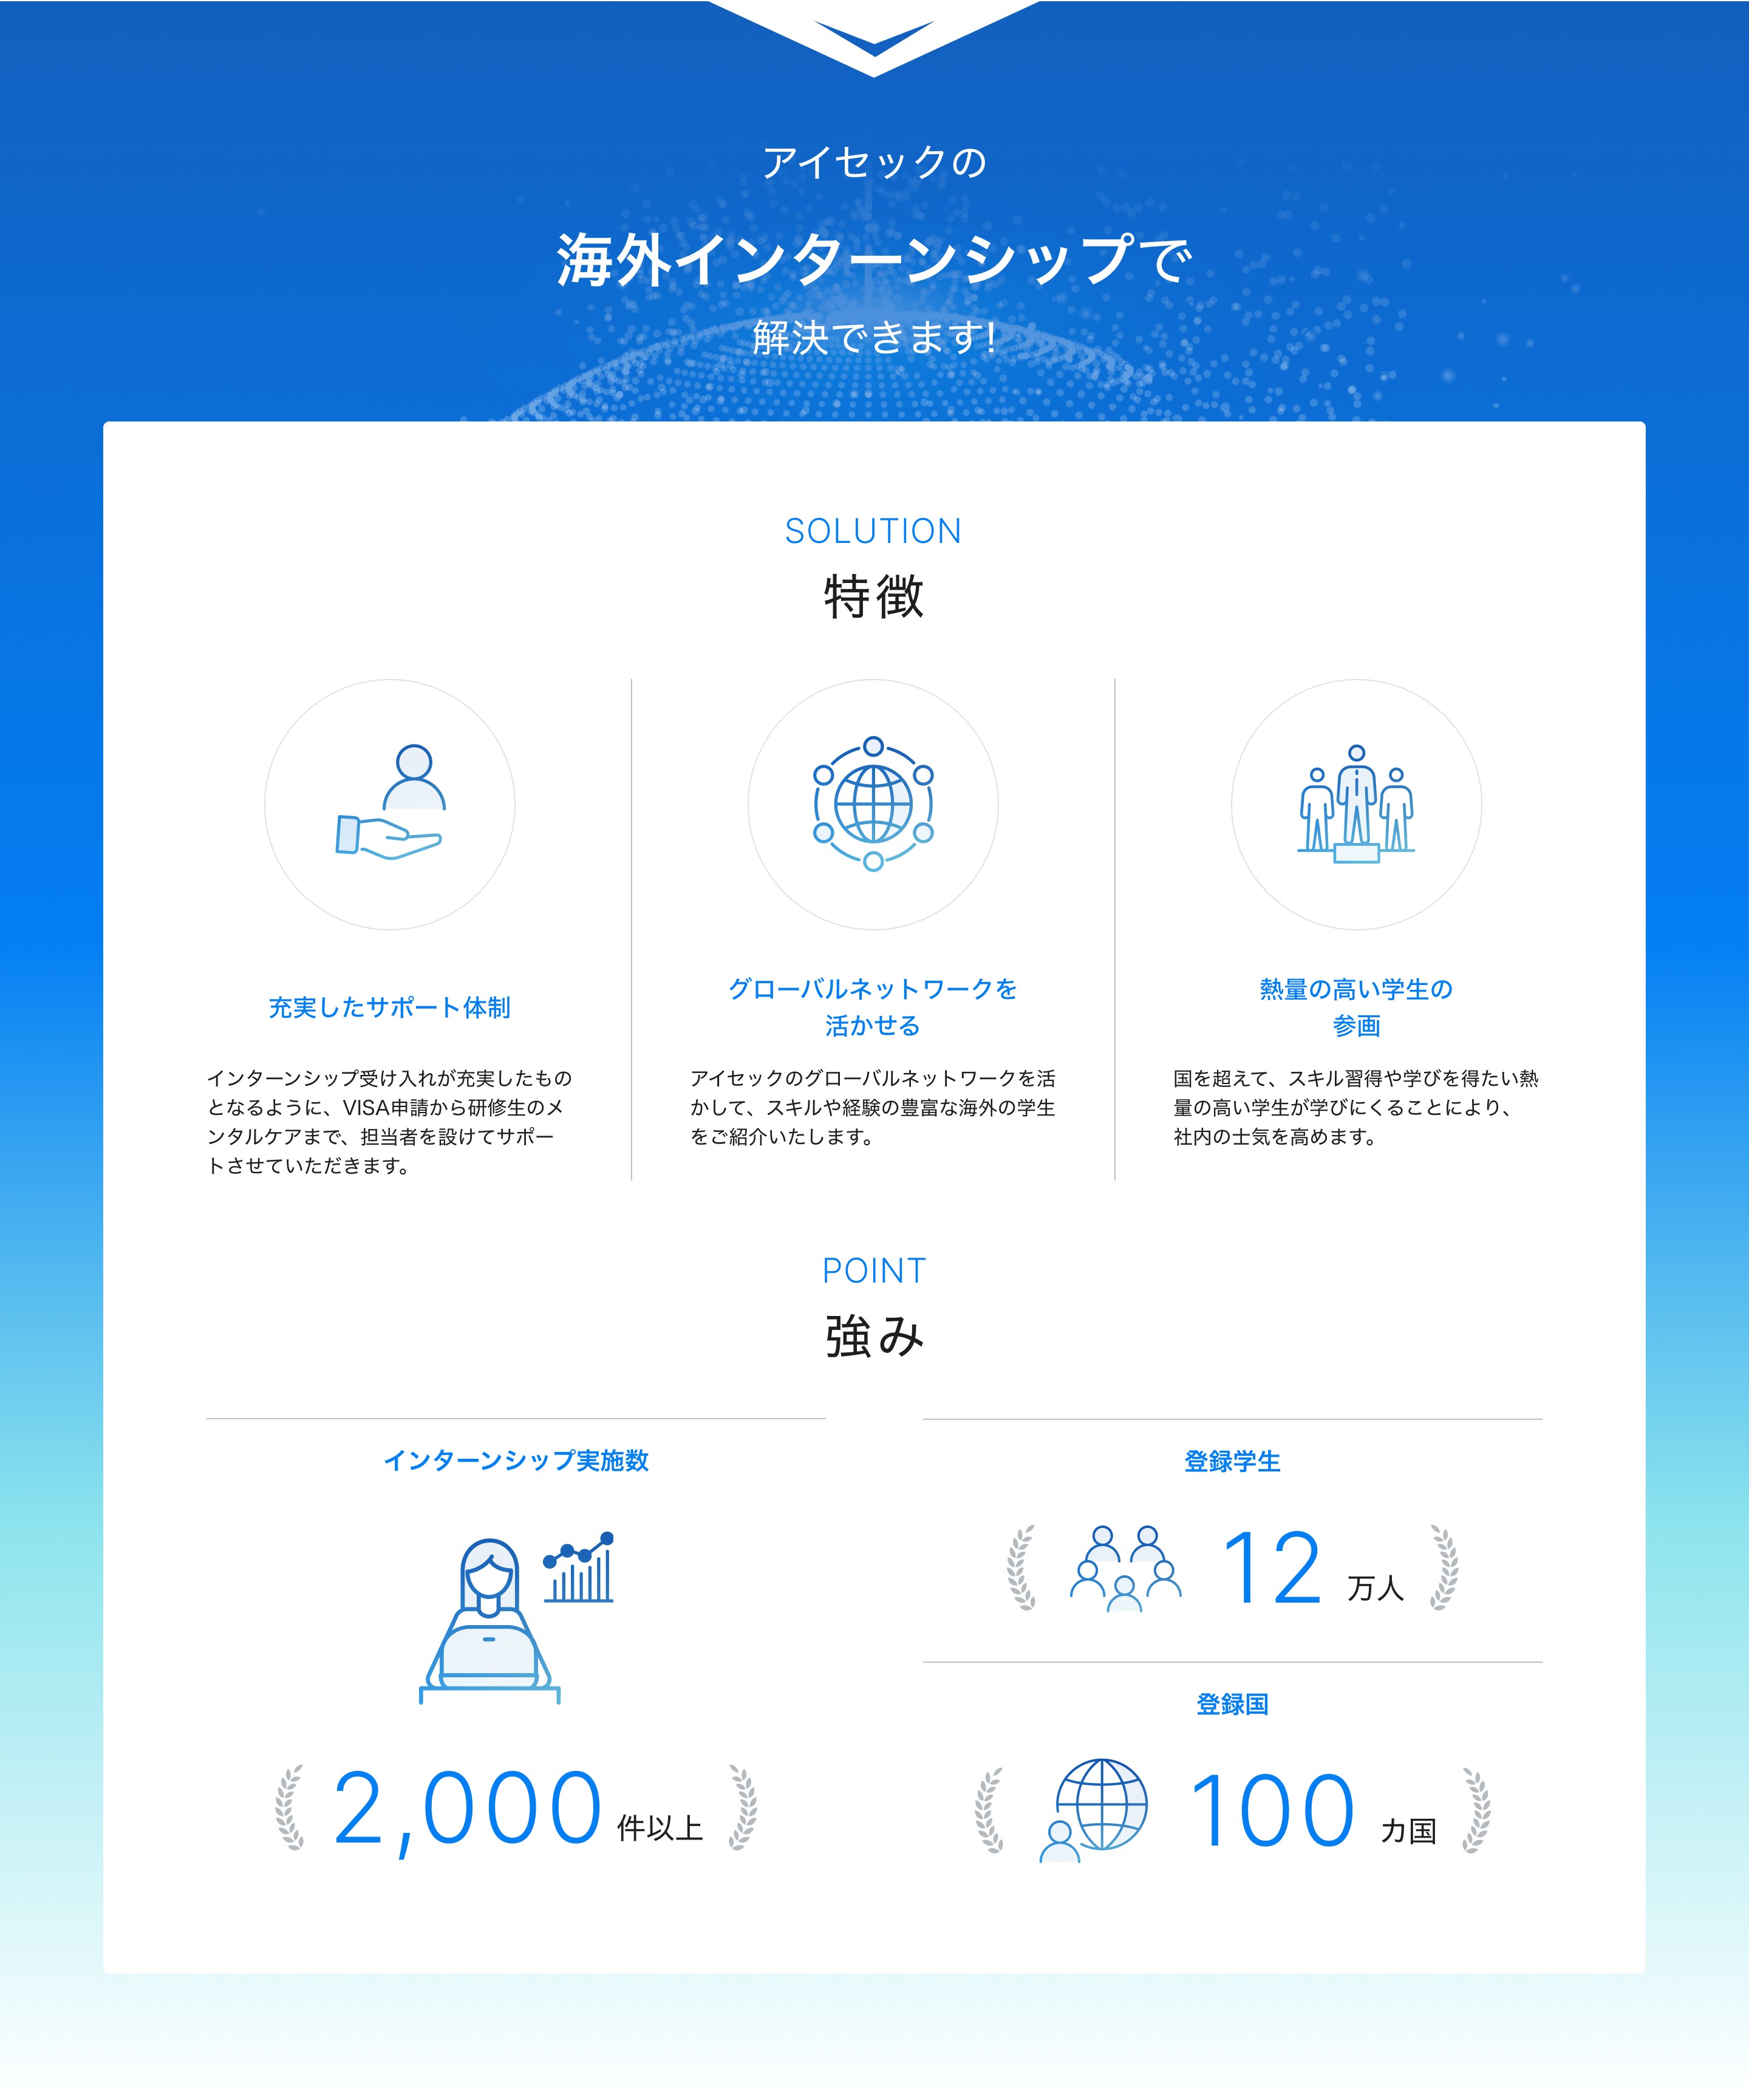 アイセックの
海外インターンシップで
解決できます!
SOLUTION
特徴
充実したサポート体制
インターンシップ受け入れが充実したもの
となるように、VISA申請から研修生のメ
ンタルケアまで、担当者を設けてサポー
トさせていただきます。
グローバルネットワークを
活かせる
アイセックのグローバルネットワークを活
かして、スキルや経験の豊富な海外の学生
をご紹介いたします。
熱量の高い学生の
参画
国を超えて、スキル習得や学びを得たい熱
量の高い学生が学びにくることにより、
社内の士気を高めます。
POINT
強み
インターンシップ実施数
2,000 件以上
登録学生
12 万人
登録国
100 カ国